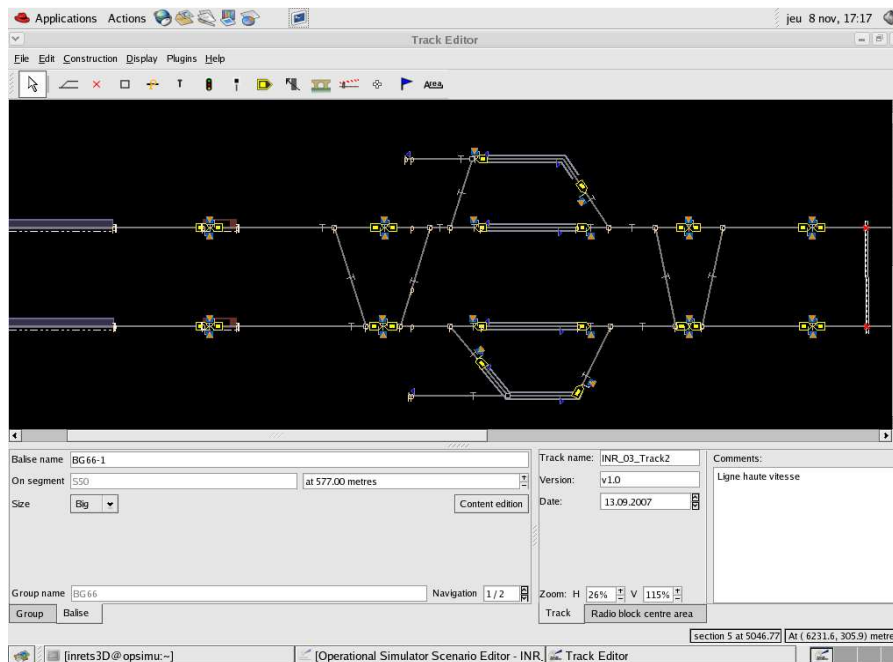 Applications Actions jeu 8 nov, 17:17
Track Editor
File Edit Construction Display Plugins Help
T Area
Balise name BG66-1
On segment 550 at 577.00 metres
Size Big Content edition
Group name BG66 Navigation 1/2
Group Balise
Track name: INR_03_Track2
Version: v1.0
Date: 13.09.2007
Zoom: H 26% V 115%
Track Radio block centre area
Comments:
Ligne haute vitesse
section 5 at 5046.77 At ( 6231.6, 305.9) metre
[inrets3D@opsimu:~] [Operational Simulator Scenario Editor - INR_ Track Editor